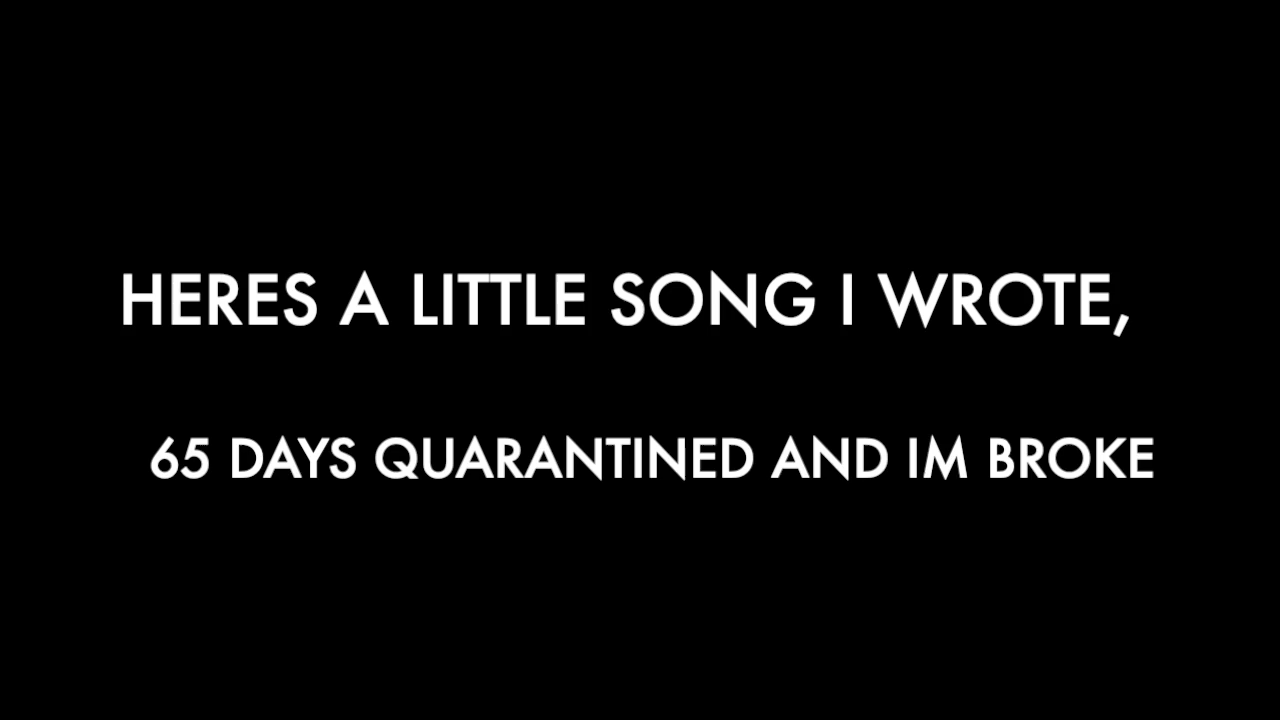 HERES A LITTLE SONG I WROTE,
65 DAYS QUARANTINED AND IM BROKE